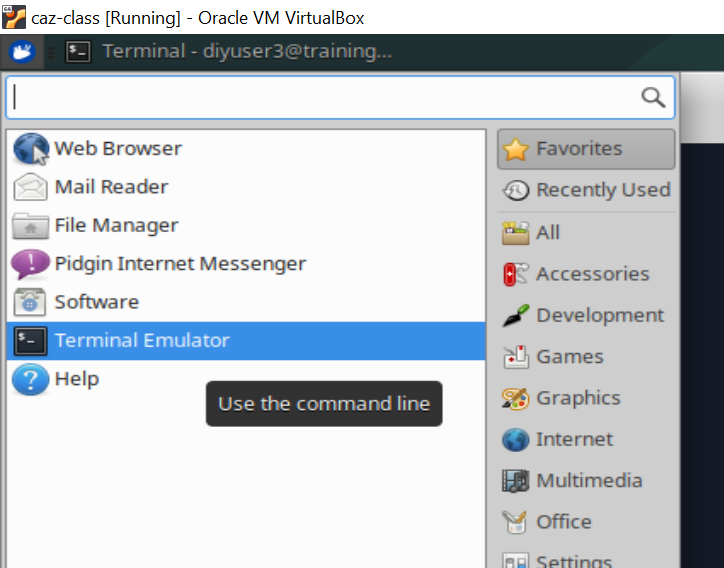 caz-class [Running] - Oracle VM VirtualBox
Terminal - diyuser3@training...
Web Browser
Mail Reader
File Manager
Pidgin Internet Messenger
Software
Terminal Emulator
Help
Use the command line
Favorites
Recently Used
All
Accessories
Development
Games
Graphics
Internet
Multimedia
Office
Settings